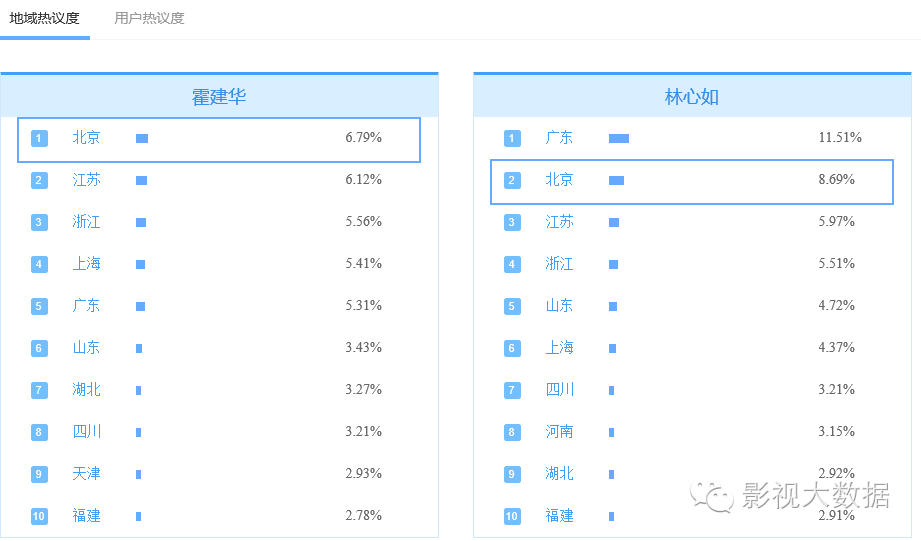 地域热议度 用户热议度
霍建华
1 北京 6.79%
2 江苏 6.12%
3 浙江 5.56%
4 上海 5.41%
5 广东 5.31%
6 山东 3.43%
7 湖北 3.27%
8 四川 3.21%
9 天津 2.93%
10 福建 2.78%
林心如
1 广东 11.51%
2 北京 8.69%
3 江苏 5.97%
4 浙江 5.51%
5 山东 4.72%
6 上海 4.37%
7 四川 3.21%
8 河南 3.15%
9 湖北 2.92%
10 福建 2.91%
影视大数据